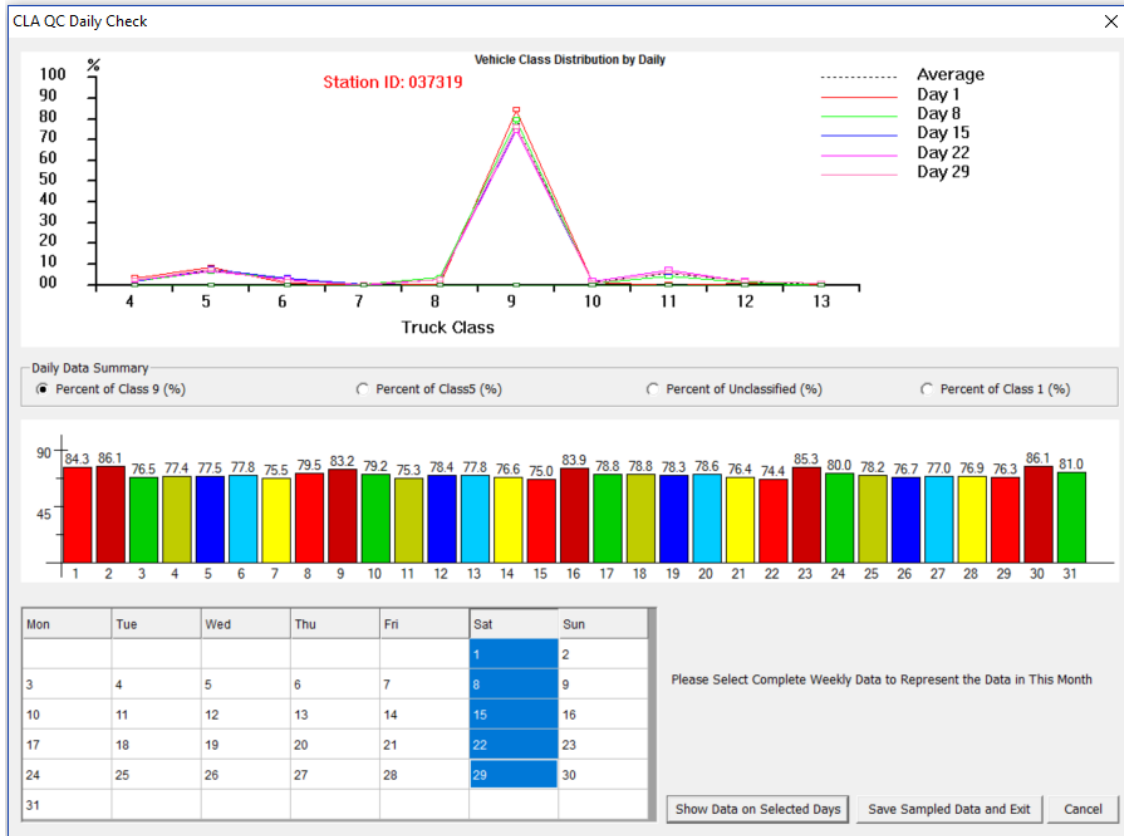 CLA QC Daily Check
Vehicle Class Distribution by Daily
%
Station ID: 037319
100
90
80
70
60
50
40
30
20
10
00
4 5 6 7 8 9 10 11 12 13
Truck Class
Average
Day 1
Day 8
Day 15
Day 22
Day 29
Daily Data Summary
Percent of Class 9 (%) Percent of Class5 (%) Percent of Unclassified (%) Percent of Class 1 (%)
90
45
84.3 86.1 76.5 77.4 77.5 77.8 75.5 79.5 83.2 79.2 75.3 78.4 77.8 76.6 75.0 83.9 78.8 78.8 78.3 78.6 76.4 74.4 85.3 80.0 78.2 76.7 77.0 76.9 76.3 86.1 81.0
1 2 3 4 5 6 7 8 9 10 11 12 13 14 15 16 17 18 19 20 21 22 23 24 25 26 27 28 29 30 31
Mon Tue Wed Thu Fri Sat Sun
1 2
3 4 5 6 7 8 9
10 11 12 13 14 15 16
17 18 19 20 21 22 23
24 25 26 27 28 29 30
31
Please Select Complete Weekly Data to Represent the Data in This Month
Show Data on Selected Days Save Sampled Data and Exit Cancel